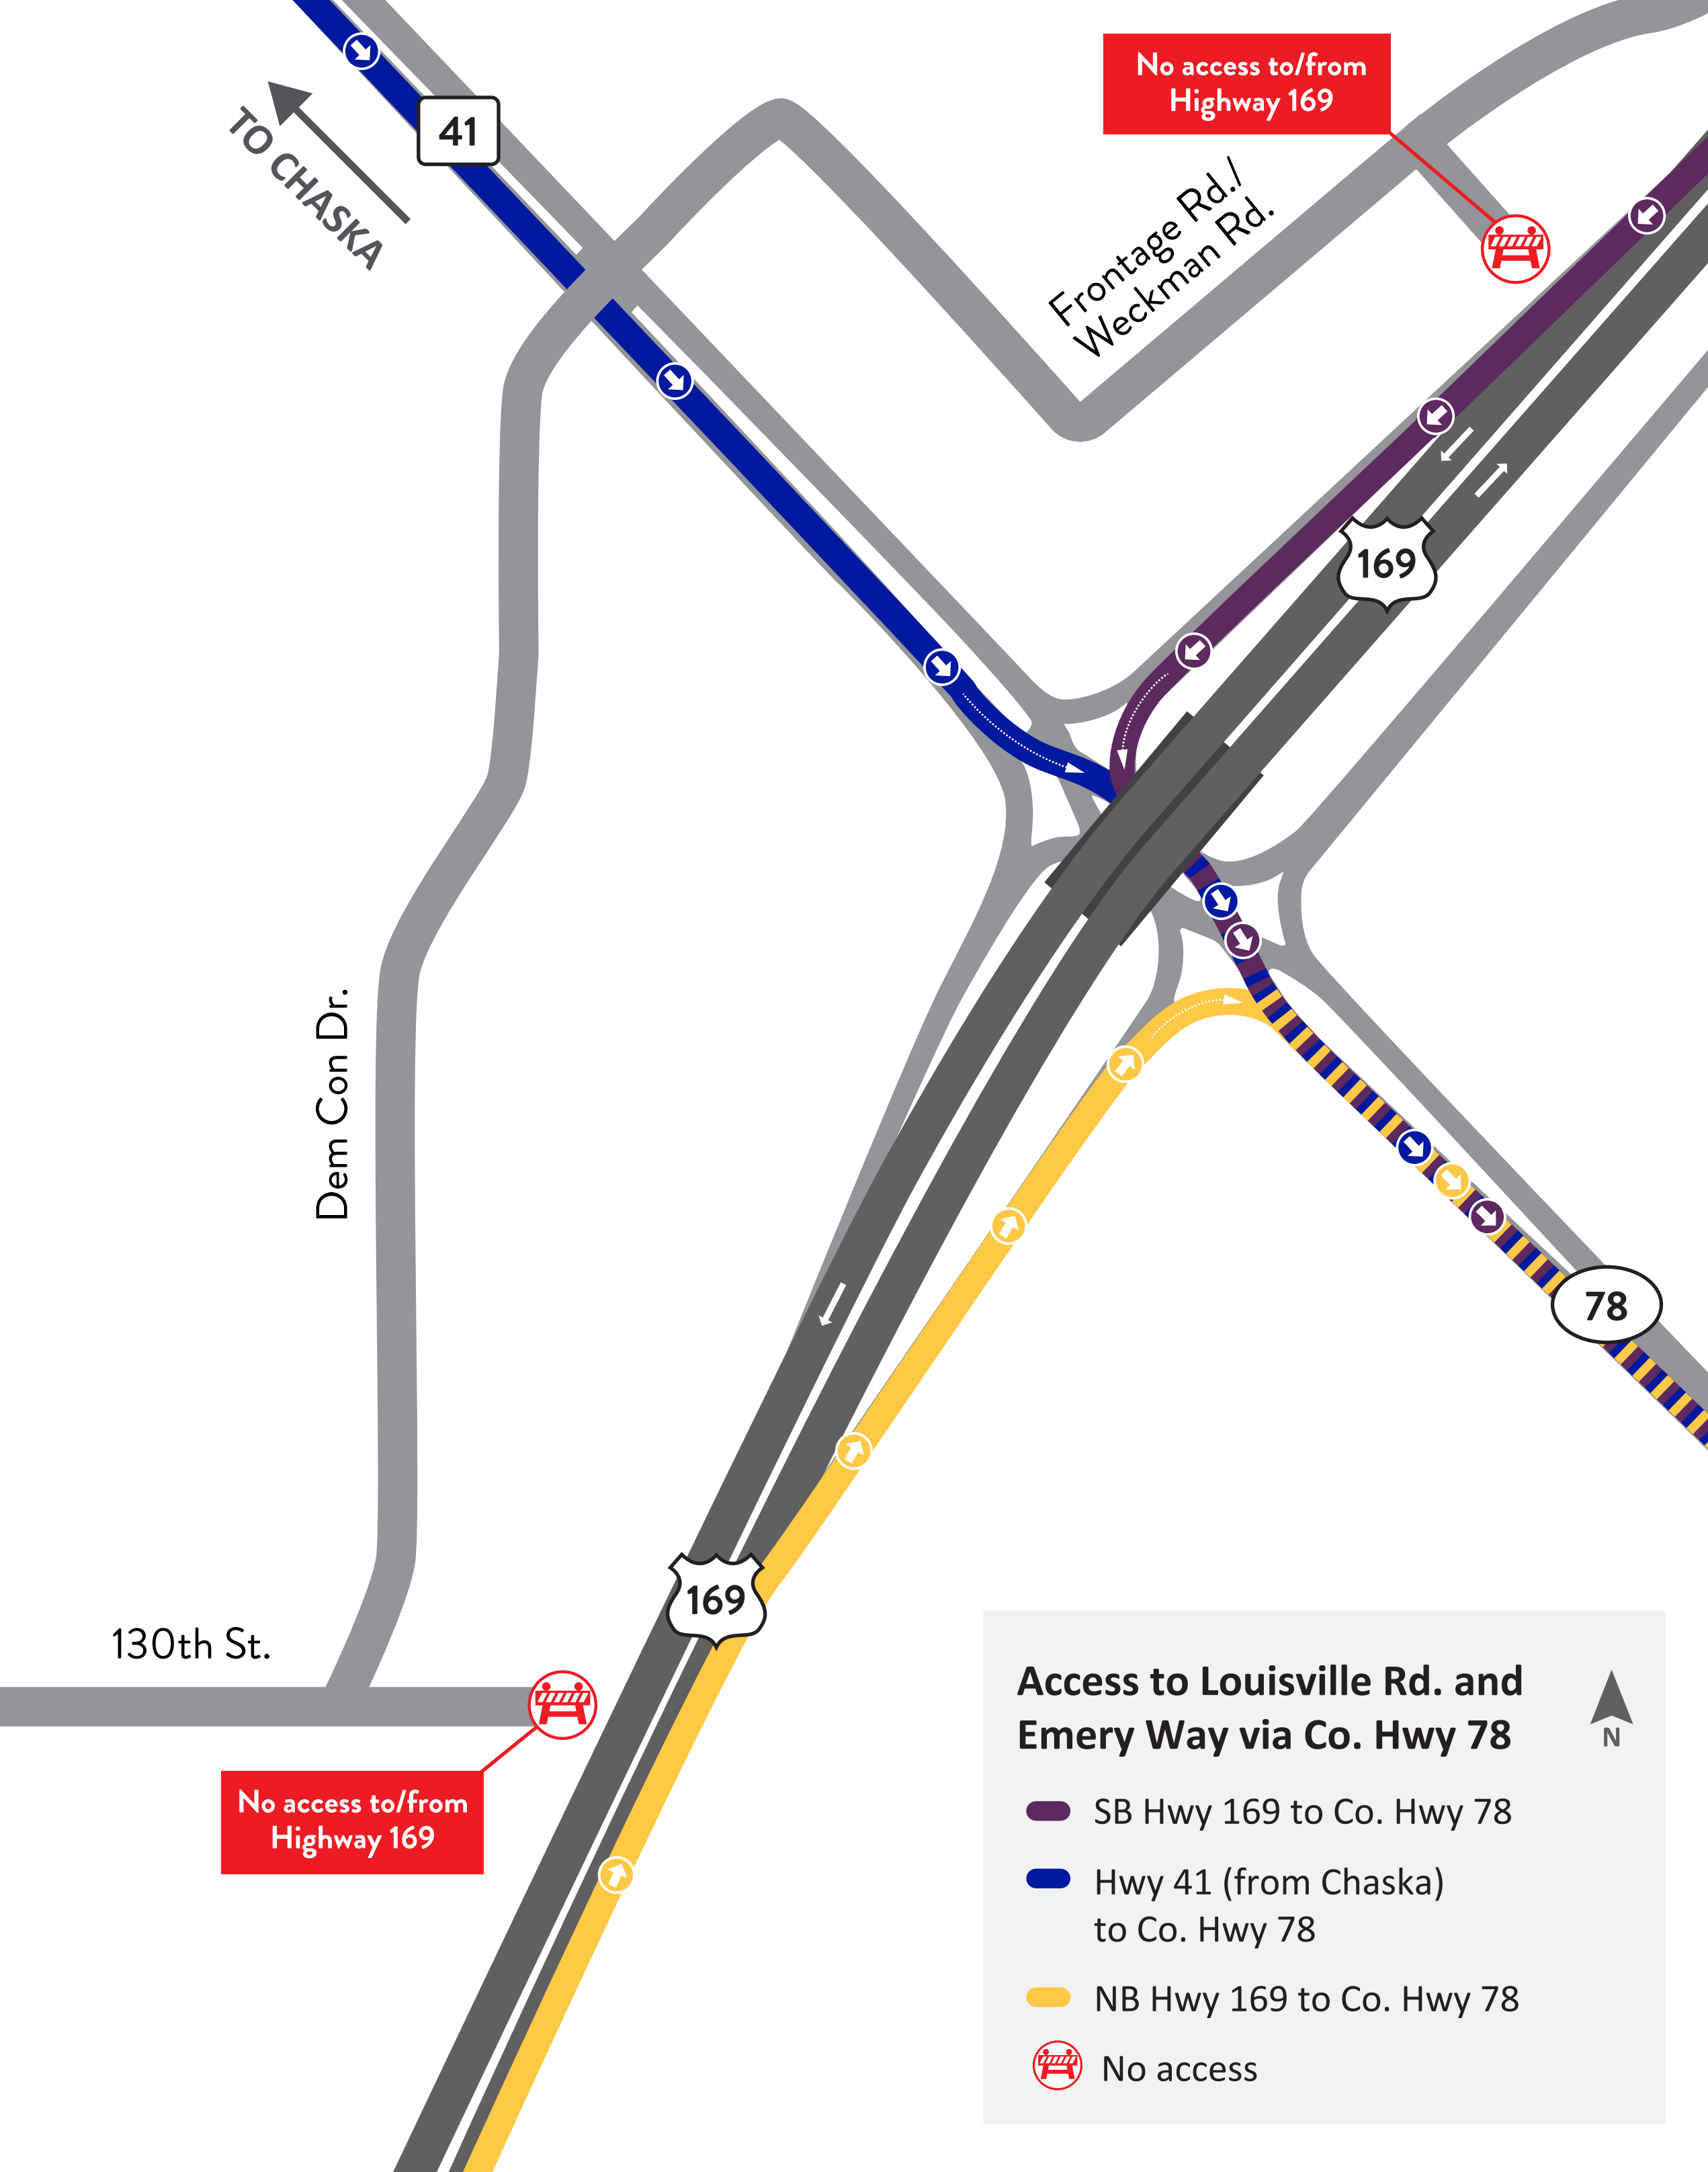 No access to/from
Highway 169
41
TO CHASKA
Frontage Rd./
Weckman Rd.
169
Dem Con Dr.
78
169
130th St.
No access to/from
Highway 169
Access to Louisville Rd. and
Emery Way via Co. Hwy 78
N
SB Hwy 169 to Co. Hwy 78
Hwy 41 (from Chaska)
to Co. Hwy 78
NB Hwy 169 to Co. Hwy 78
No access